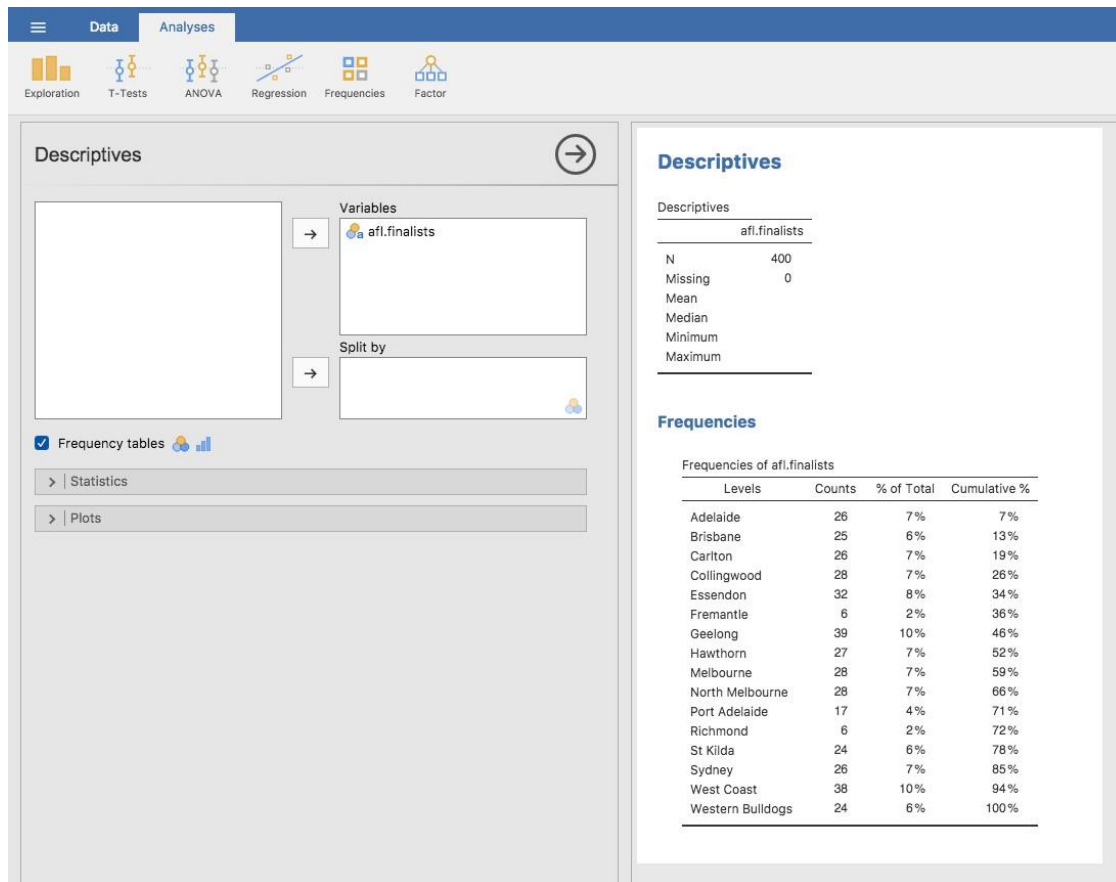 Data Analyses
Exploration T-Tests ANOVA Regression Frequencies Factor
Descriptives
Variables
a afl.finalists
Split by
Frequency tables
Statistics
Plots
Descriptives
Descriptives
afl.finalists
N 400
Missing 0
Mean
Median
Minimum
Maximum
Frequencies
Frequencies of afl.finalists
Levels Counts % of Total Cumulative %
Adelaide 26 7% 7%
Brisbane 25 6% 13%
Carlton 26 7% 19%
Collingwood 28 7% 26%
Essendon 32 8% 34%
Fremantle 6 2% 36%
Geelong 39 10% 46%
Hawthorn 27 7% 52%
Melbourne 28 7% 59%
North Melbourne 28 7% 66%
Port Adelaide 17 4% 71%
Richmond 6 2% 72%
St Kilda 24 6% 78%
Sydney 26 7% 85%
West Coast 38 10% 94%
Western Bulldogs 24 6% 100%